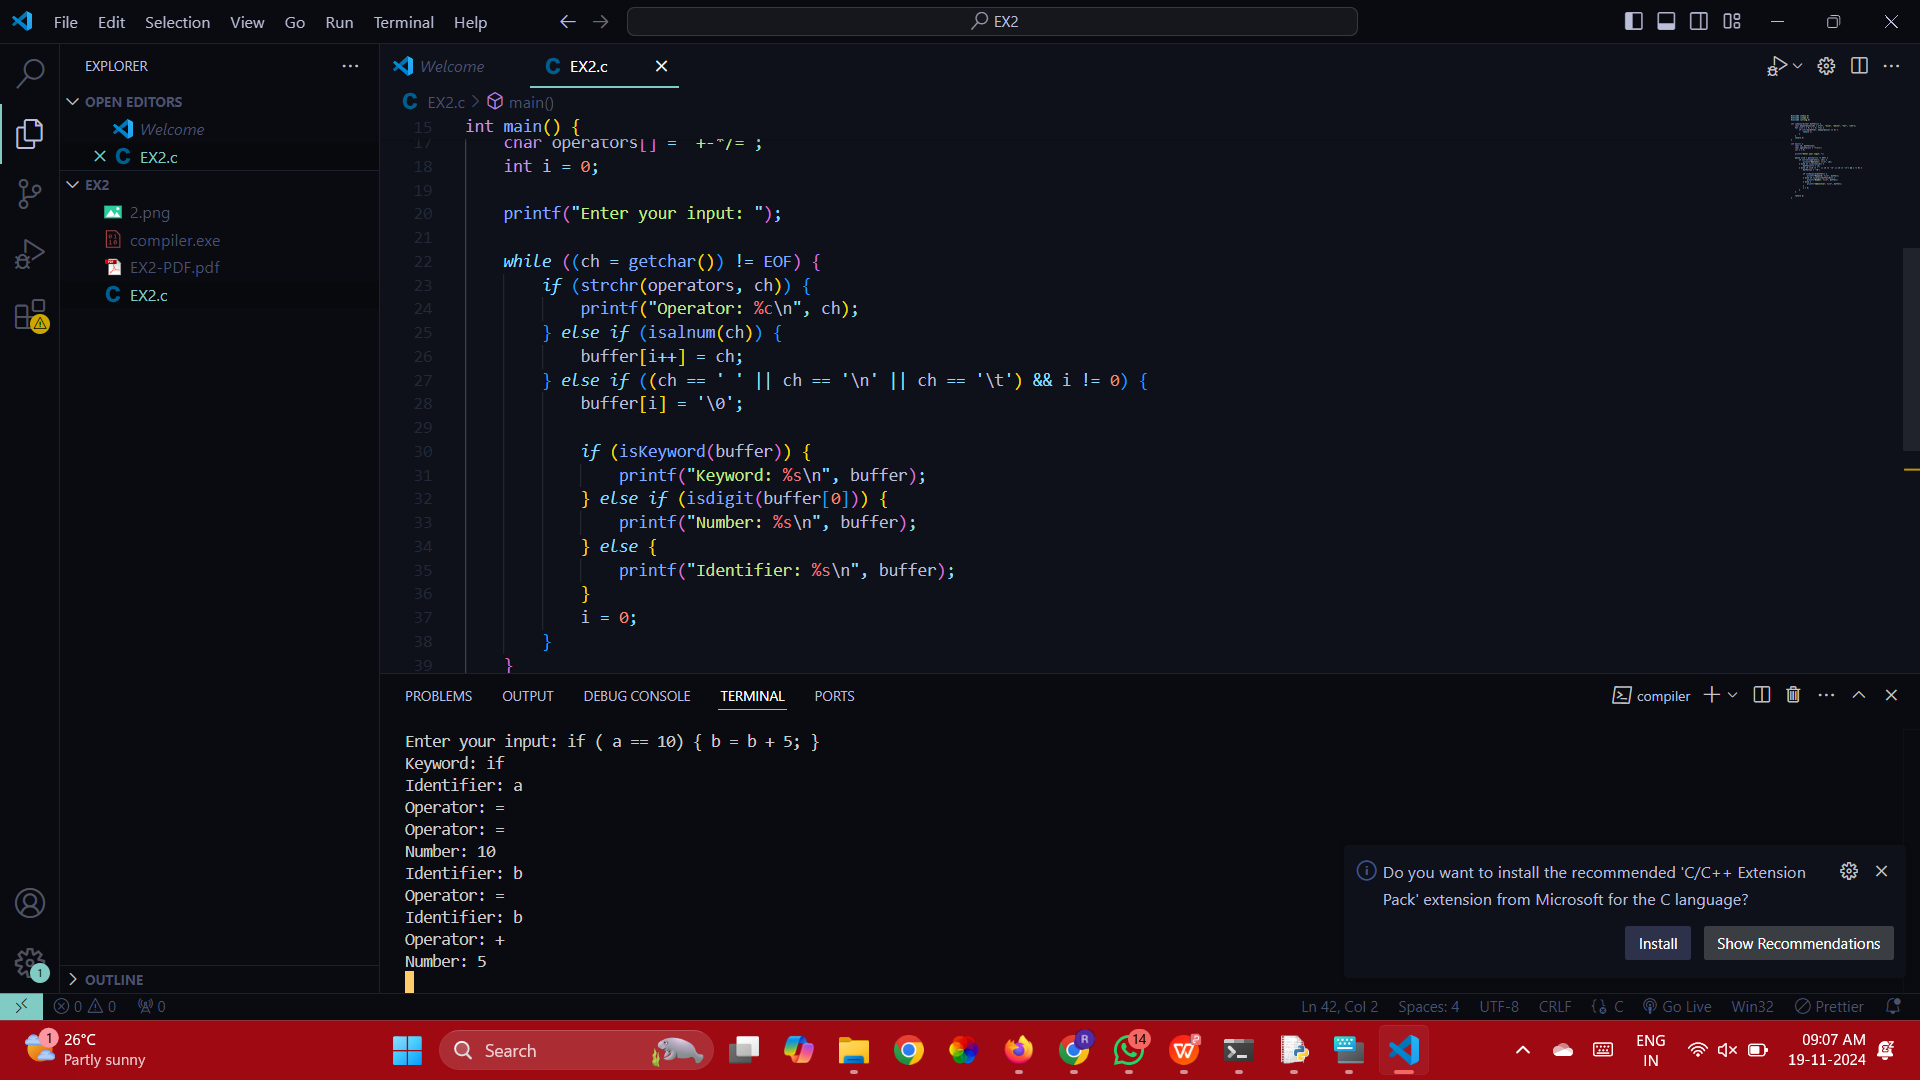 File Edit Selection View Go Run Terminal Help
EX2
EXPLORER
OPEN EDITORS
Welcome
EX2.c
EX2
2.png
compiler.exe
EX2-PDF.pdf
EX2.c
OUTLINE
Welcome
EX2.c
EX2.c > main()
15 int main() {
17 char operators[] = "+-*/=";
18 int i = 0;
19
20 printf("Enter your input: ");
21
22 while ((ch = getchar()) != EOF) {
23 if (strchr(operators, ch)) {
24 printf("Operator: %c\n", ch);
25 } else if (isalnum(ch)) {
26 buffer[i++] = ch;
27 } else if ((ch == ' ' || ch == '\n' || ch == '\t') && i != 0) {
28 buffer[i] = '\0';
29
30 if (isKeyword(buffer)) {
31 printf("Keyword: %s\n", buffer);
32 } else if (isdigit(buffer[0])) {
33 printf("Number: %s\n", buffer);
34 } else {
35 printf("Identifier: %s\n", buffer);
36 }
37 i = 0;
38 }
39 }
PROBLEMS OUTPUT DEBUG CONSOLE TERMINAL PORTS
compiler
Enter your input: if ( a == 10) { b = b + 5; }
Keyword: if
Identifier: a
Operator: =
Operator: =
Number: 10
Identifier: b
Operator: =
Identifier: b
Operator: +
Number: 5
Do you want to install the recommended 'C/C++ Extension
Pack' extension from Microsoft for the C language?
Install Show Recommendations
1
0 0 0
Ln 42, Col 2 Spaces: 4 UTF-8 CRLF C Go Live Win32 Prettier
1
26°C
Partly sunny
Search
R
14
ENG
IN
09:07 AM
19-11-2024